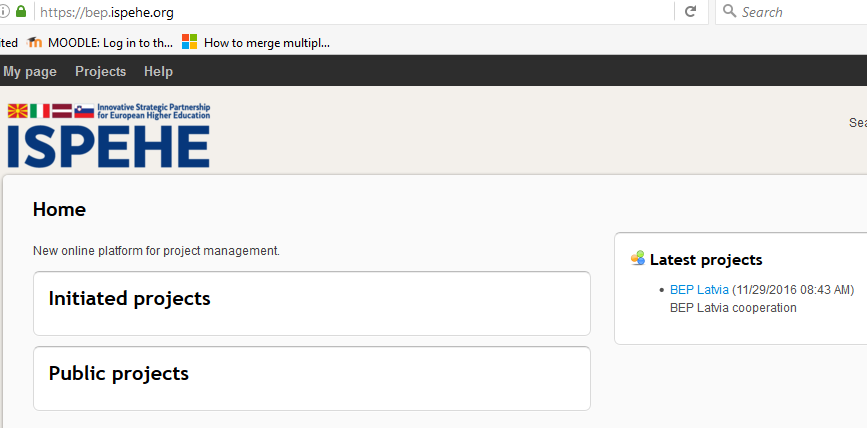 https://bep.ispehe.org
Search
ited MOODLE: Log in to th... How to merge multipl...
My page Projects Help
Innovative Strategic Partnership
for European Higher Education
ISPEHE
Sea
Home
New online platform for project management.
Initiated projects
Public projects
Latest projects
• BEP Latvia (11/29/2016 08:43 AM)
BEP Latvia cooperation